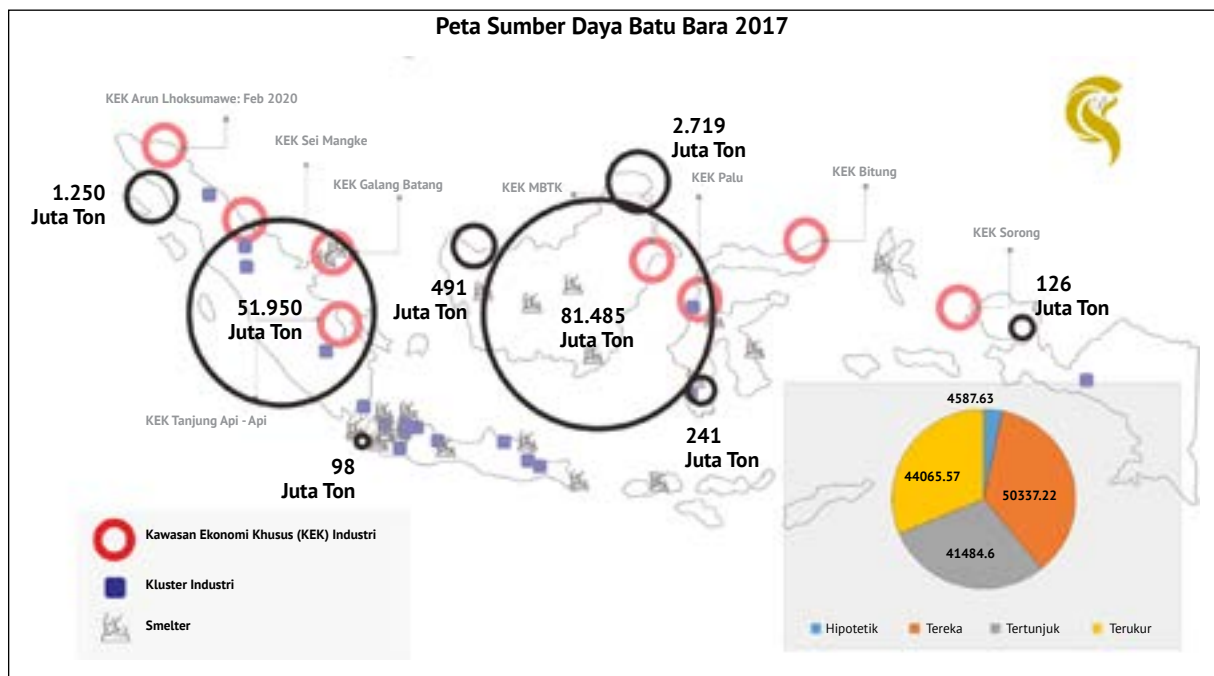 Peta Sumber Daya Batu Bara 2017
KEK Arun Lhoksumawe: Feb 2020
KEK Sei Mangke
KEK Galang Batang
1.250
Juta Ton
51.950
Juta Ton
KEK Tanjung Api - Api
98
Juta Ton
491
Juta Ton
KEK MBTK
2.719
Juta Ton
KEK Palu
81.485
Juta Ton
241
Juta Ton
KEK Bitung
KEK Sorong
126
Juta Ton
Kawasan Ekonomi Khusus (KEK) Industri
Kluster Industri
Smelter
4587.63
50337.22
41484.6
44065.57
Hipotetik
Tereka
Tertunjuk
Terukur